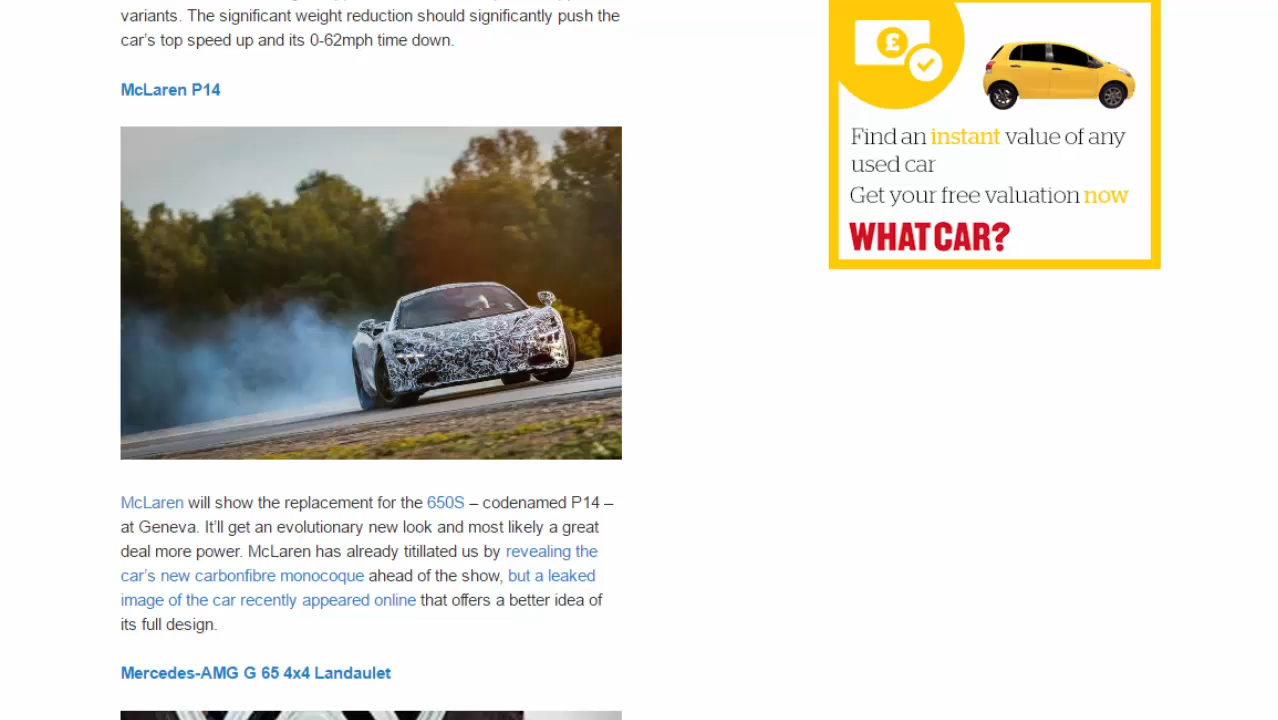 variants. The significant weight reduction should significantly push the
car's top speed up and its 0-62mph time down.
McLaren P14
McLaren will show the replacement for the 650S – codenamed P14 –
at Geneva. It'll get an evolutionary new look and most likely a great
deal more power. McLaren has already titillated us by revealing the
car's new carbonfibre monocoque ahead of the show, but a leaked
image of the car recently appeared online that offers a better idea of
its full design.
Mercedes-AMG G 65 4x4 Landaulet
£
Find an instant value of any
used car
Get your free valuation now
WHAT CAR?